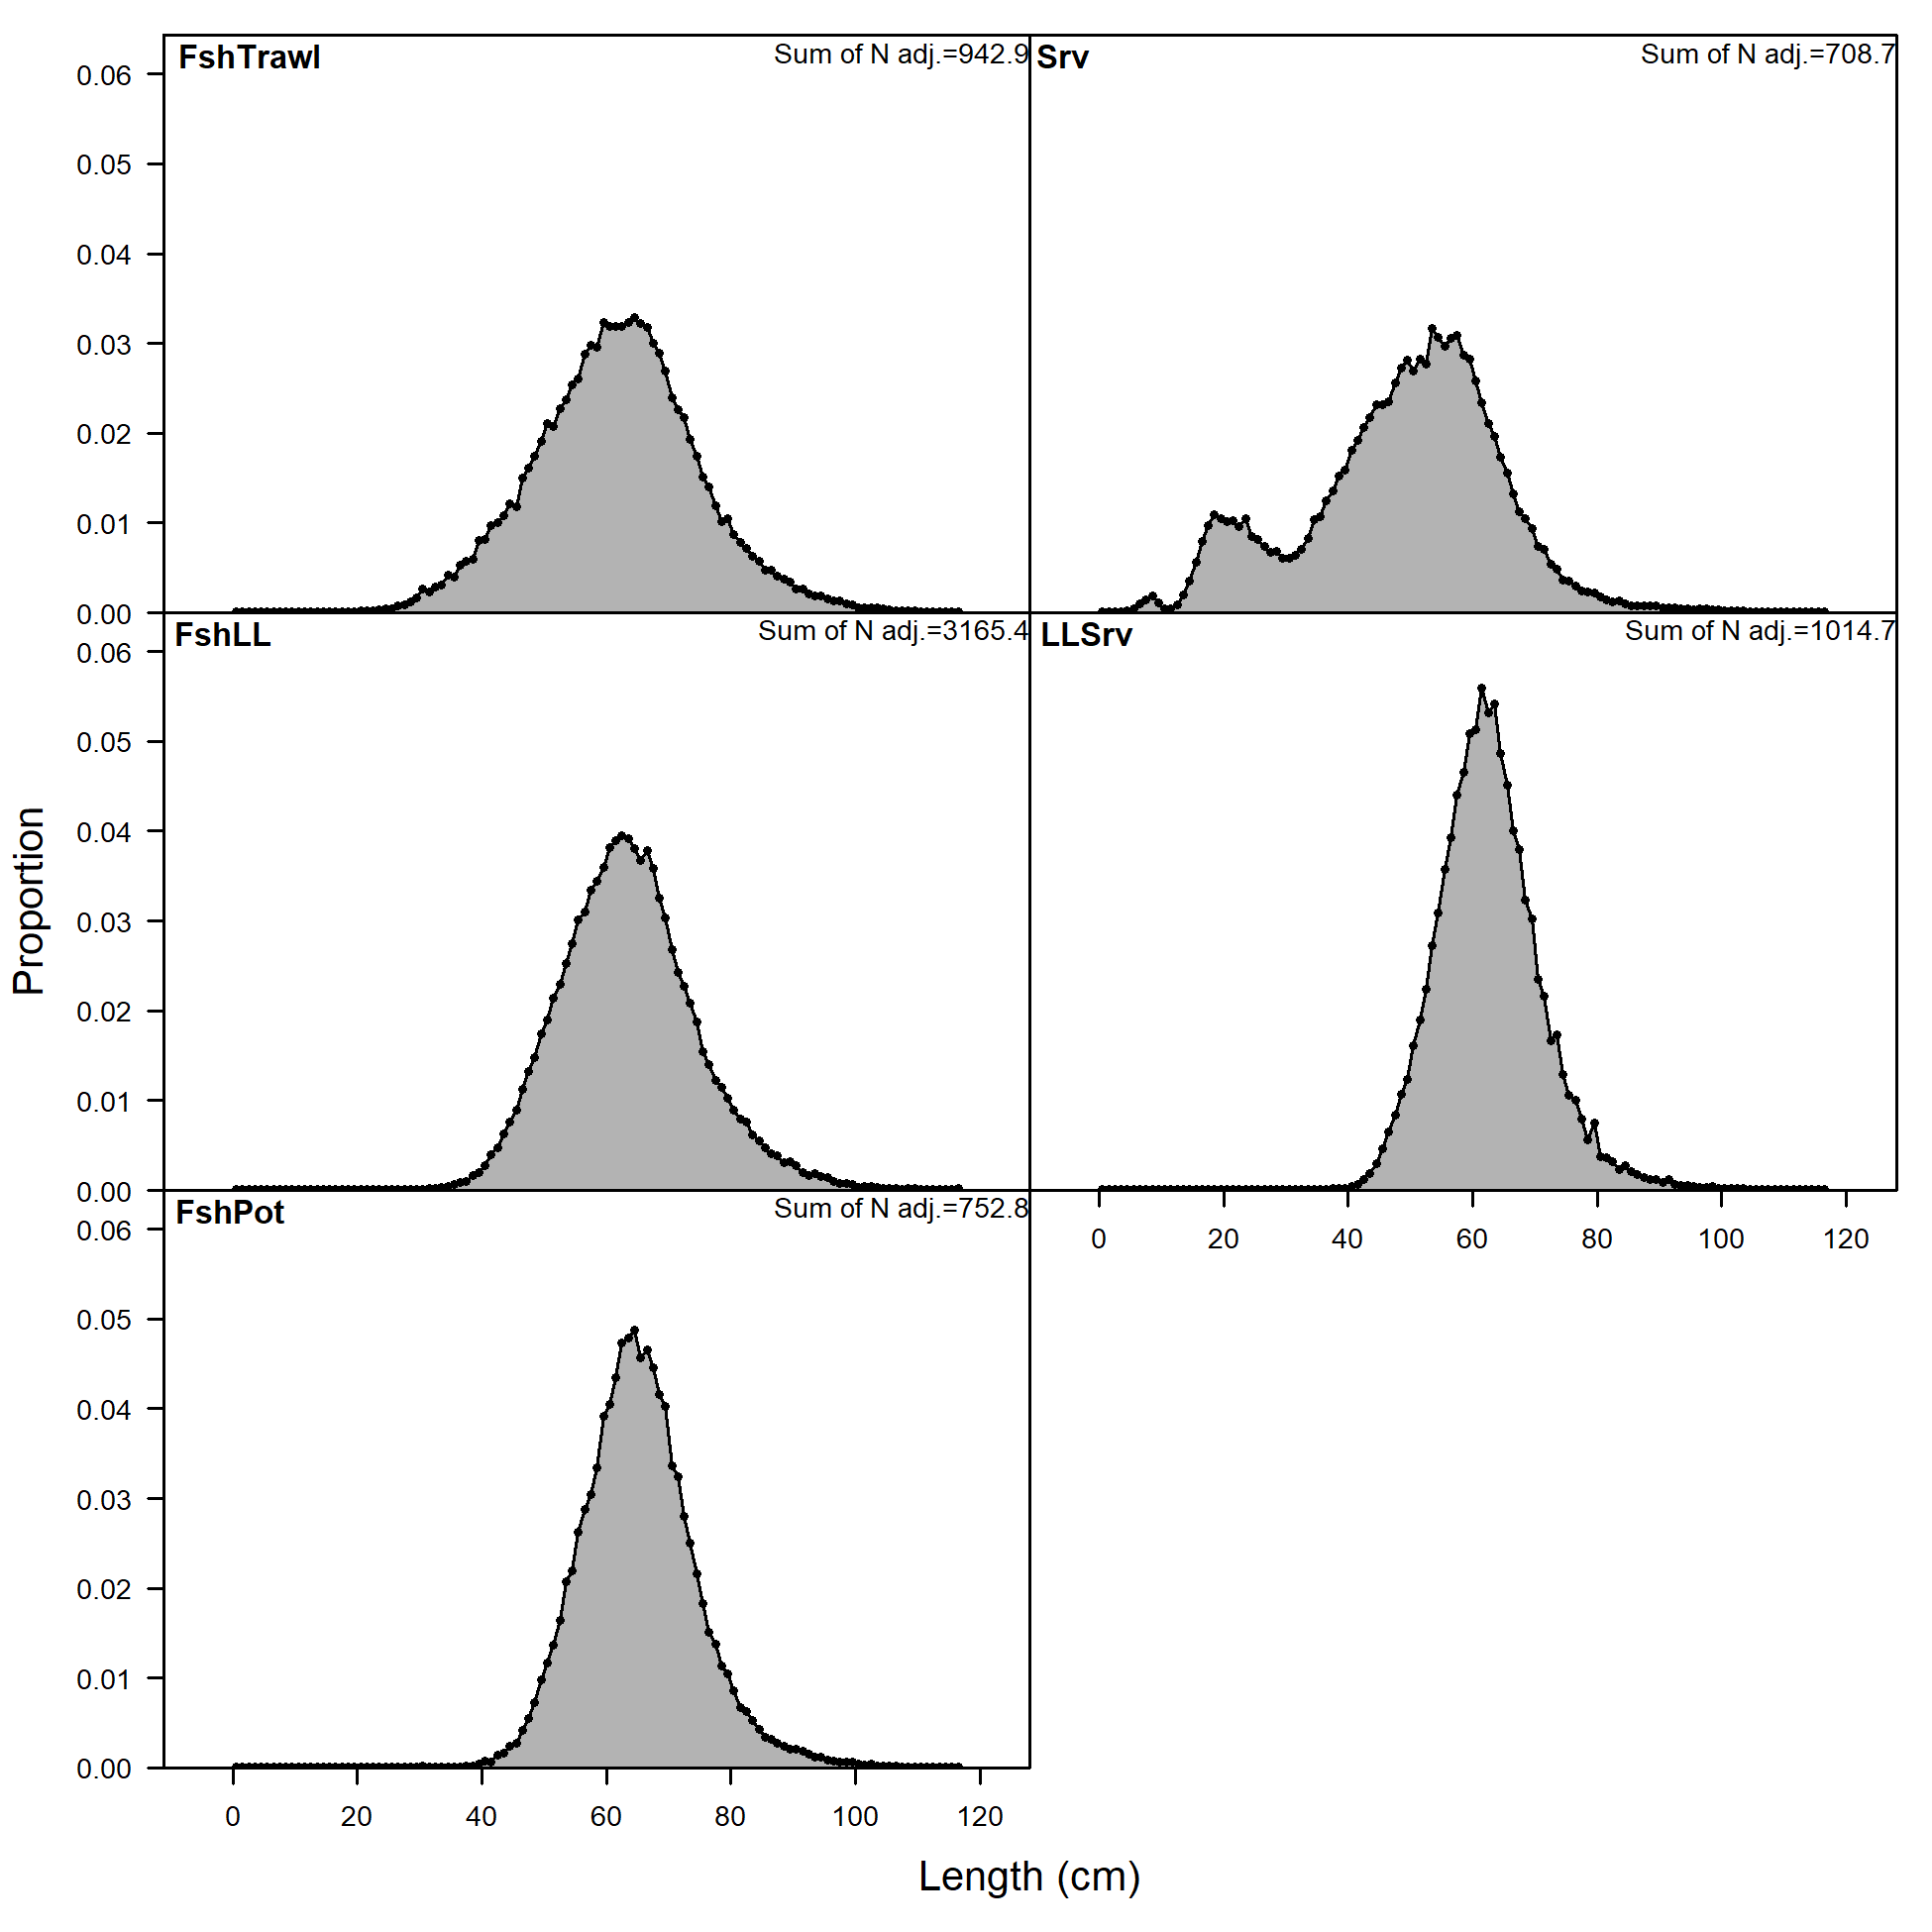 FshTrawl
Sum of N adj.=942.9
Srv
Sum of N adj.=708.7
0.06
0.05
0.04
0.03
0.02
0.01
0.00
FshLL
Sum of N adj.=3165.4
LLSrv
Sum of N adj.=1014.7
0.06
0.05
0.04
0.03
0.02
0.01
0.00
Proportion
FshPot
Sum of N adj.=752.8
0 20 40 60 80 100 120
0.06
0.05
0.04
0.03
0.02
0.01
0.00
0 20 40 60 80 100 120
Length (cm)